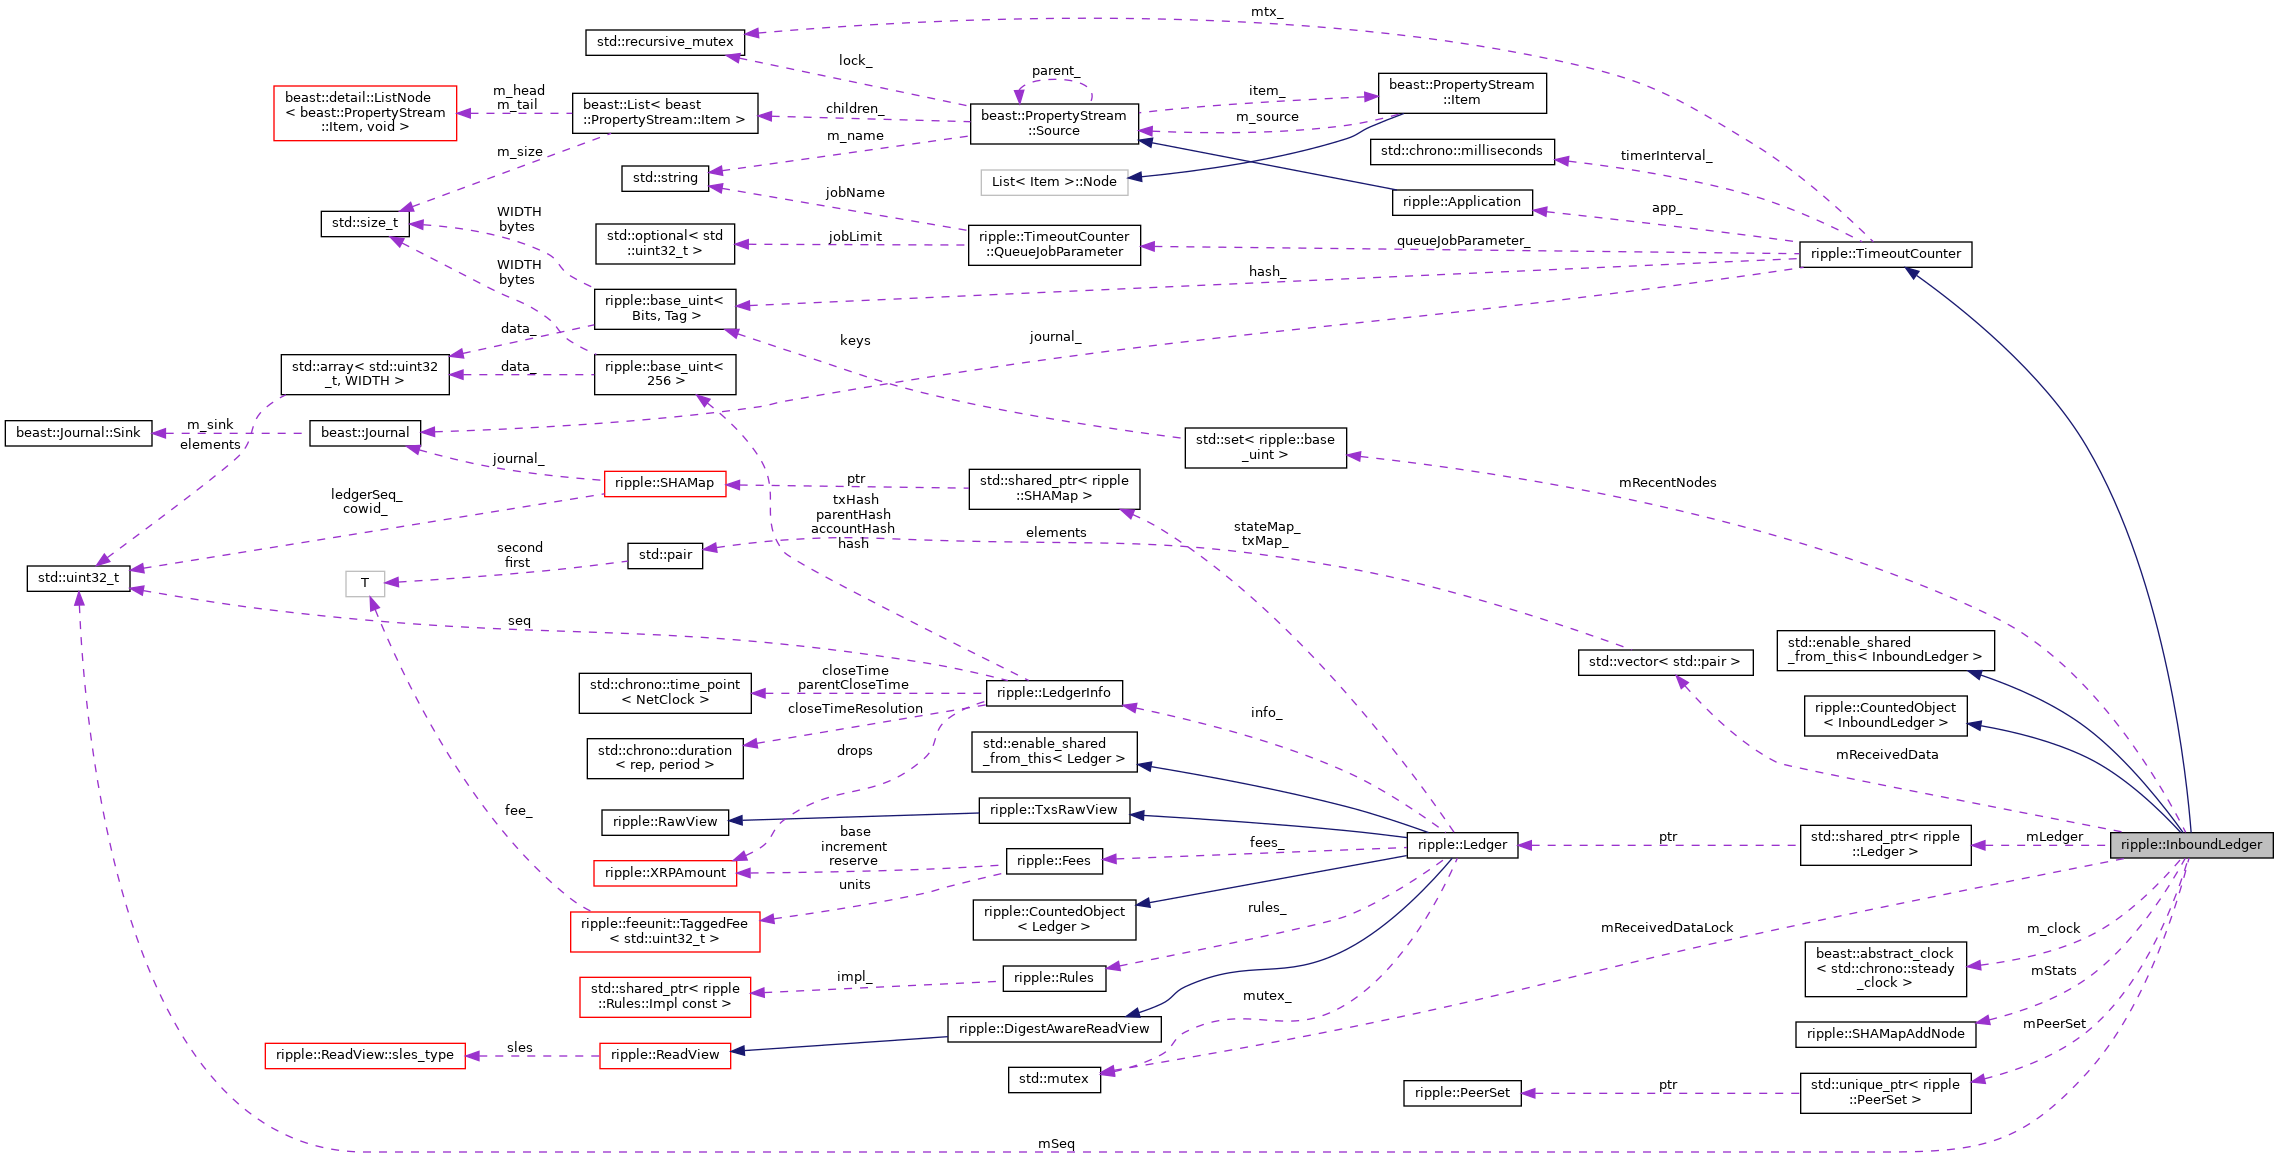 mtx_
std::recursive_mutex
lock_
parent_
beast::PropertyStream
::Item
item_
m_source
beast::detail::ListNode
< beast::PropertyStream
::Item, void >
m_head
m_tail
beast::List< beast
::PropertyStream::Item >
children_
beast::PropertyStream
::Source
m_name
m_size
std::string
List< Item >::Node
std::chrono::milliseconds
timerInterval_
jobName
ripple::Application
app_
std::size_t
WIDTH
bytes
std::optional< std
::uint32_t >
jobLimit
ripple::TimeoutCounter
::QueueJobParameter
queueJobParameter_
ripple::TimeoutCounter
WIDTH
bytes
hash_
ripple::base_uint<
Bits, Tag >
data_
keys
journal_
std::array< std::uint32
_t, WIDTH >
data_
ripple::base_uint<
256 >
beast::Journal::Sink
m_sink
elements
beast::Journal
std::set< ripple::base
_uint >
journal_
ripple::SHAMap
ptr
std::shared_ptr< ripple
::SHAMap >
mRecentNodes
ledgerSeq_
cowid_
txHash
parentHash
accountHash
hash
elements
stateMap_
txMap_
second
first
std::pair
std::uint32_t
T
seq
std::vector< std::pair >
std::enable_shared
_from_this< InboundLedger >
std::chrono::time_point
< NetClock >
closeTime
parentCloseTime
ripple::LedgerInfo
closeTimeResolution
info_
ripple::CountedObject
< InboundLedger >
std::chrono::duration
< rep, period >
drops
std::enable_shared
_from_this< Ledger >
mReceivedData
fee_
ripple::RawView
ripple::TxsRawView
base
increment
reserve
ripple::XRPAmount
ripple::Fees
fees_
ripple::Ledger
ptr
std::shared_ptr< ripple
::Ledger >
mLedger
ripple::InboundLedger
units
ripple::feeunit::TaggedFee
< std::uint32_t >
ripple::CountedObject
< Ledger >
rules_
mReceivedDataLock
m_clock
beast::abstract_clock
< std::chrono::steady
_clock >
std::shared_ptr< ripple
::Rules::Impl const >
impl_
ripple::Rules
mStats
mutex_
ripple::DigestAwareReadView
ripple::SHAMapAddNode
mPeerSet
ripple::ReadView::sles_type
sles
ripple::ReadView
std::mutex
ripple::PeerSet
ptr
std::unique_ptr< ripple
::PeerSet >
mSeq